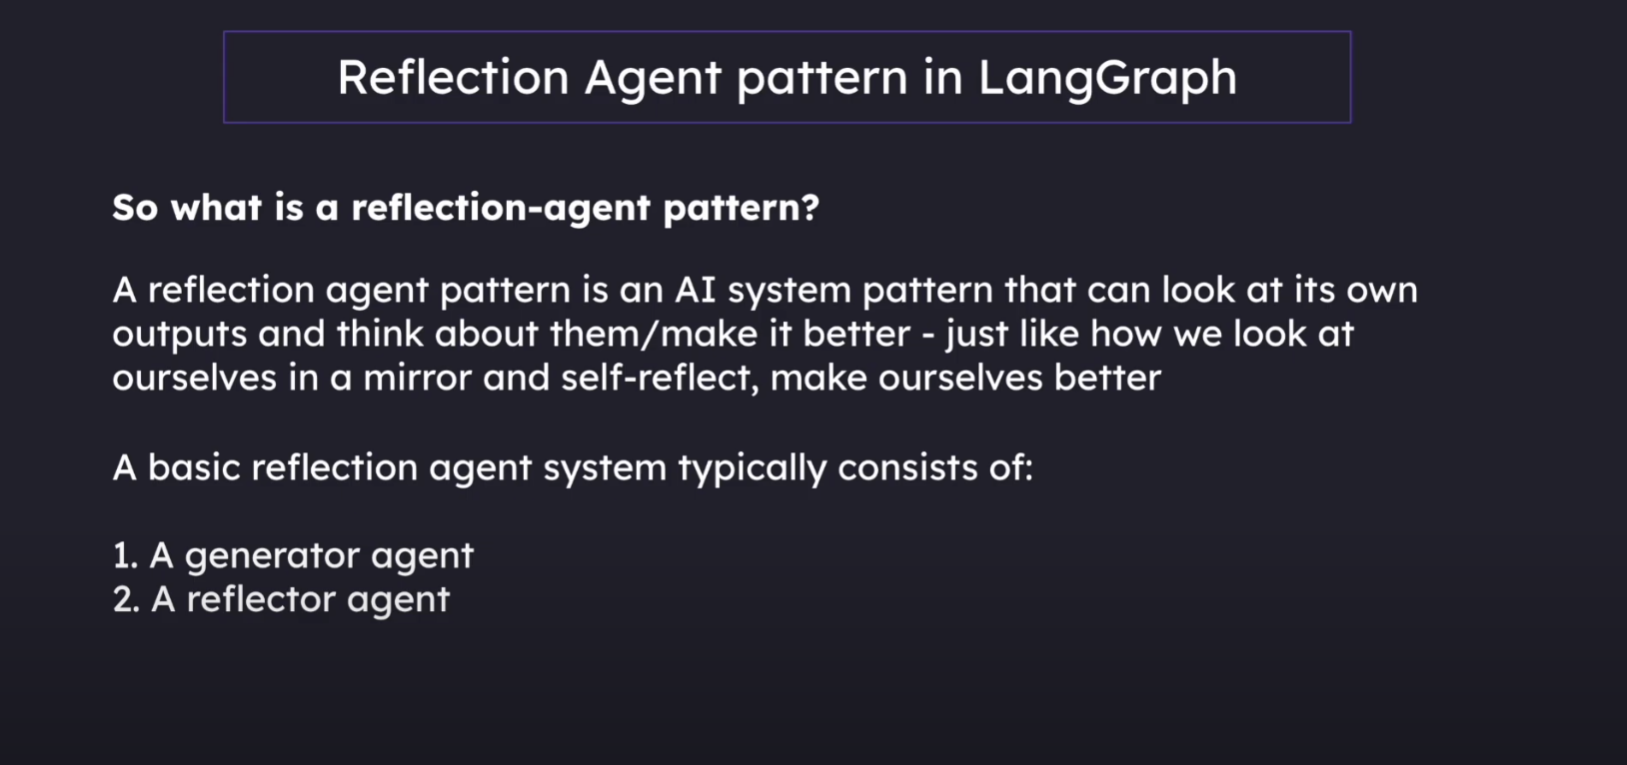 Reflection Agent pattern in LangGraph
So what is a reflection-agent pattern?
A reflection agent pattern is an AI system pattern that can look at its own
outputs and think about them/make it better - just like how we look at
ourselves in a mirror and self-reflect, make ourselves better
A basic reflection agent system typically consists of:
1. A generator agent
2. A reflector agent